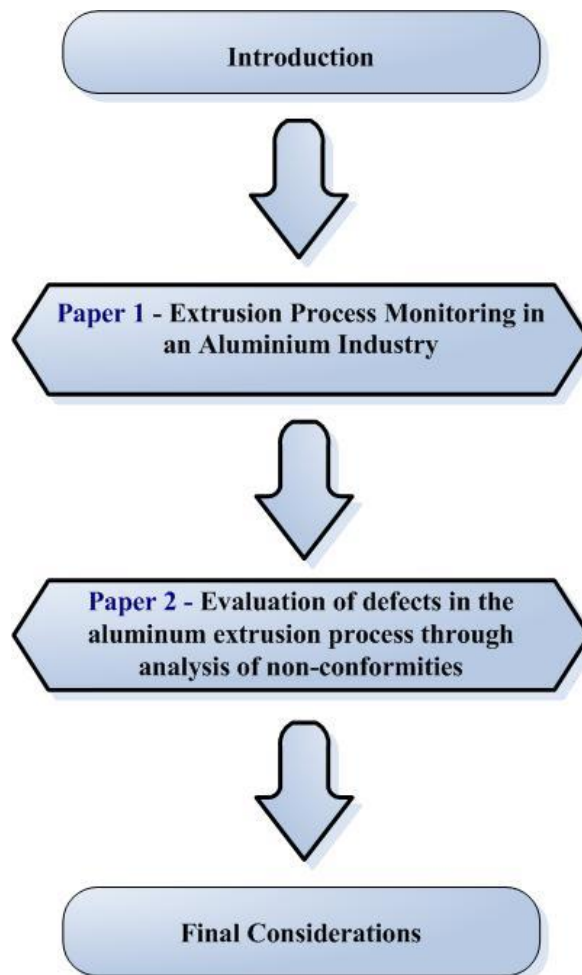 Introduction
Paper 1 - Extrusion Process Monitoring in
an Aluminium Industry
Paper 2 - Evaluation of defects in the
aluminum extrusion process through
analysis of non-conformities
Final Considerations